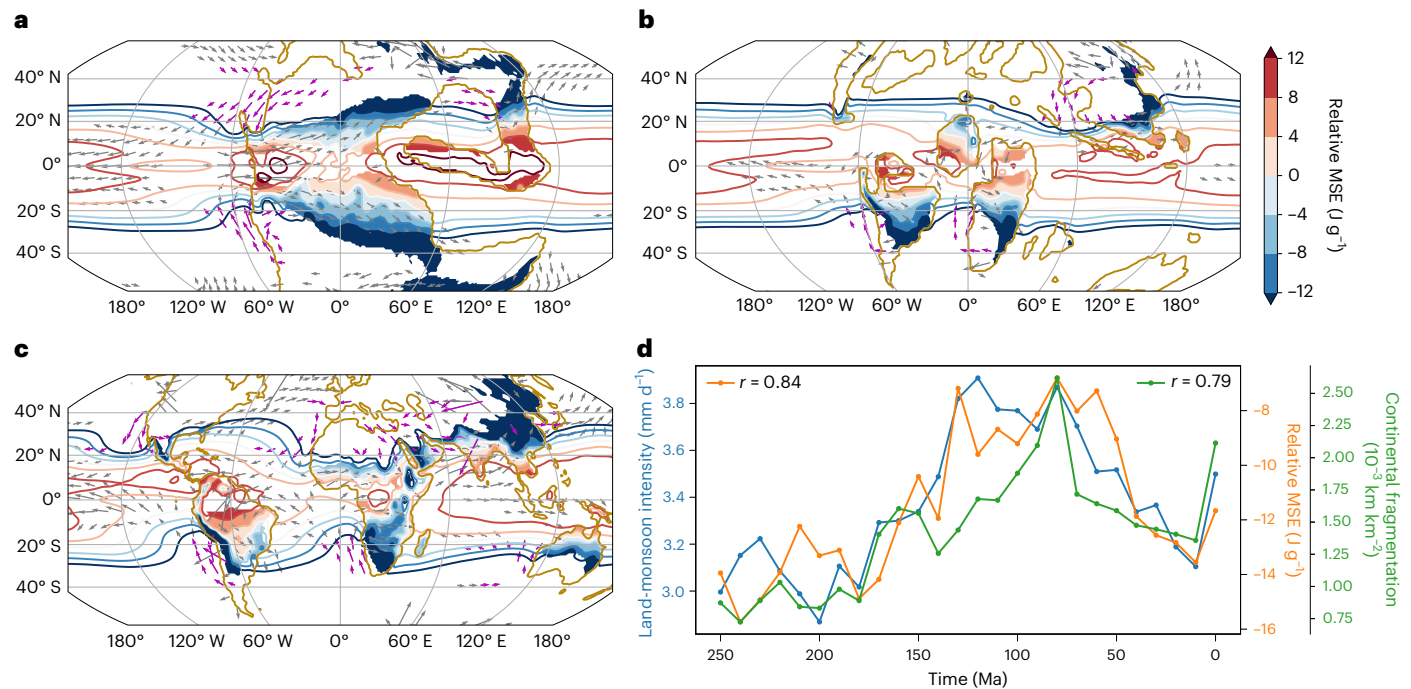 a
b
40° N
20° N
0°
20° S
40° S
180° 120° W 60° W 0° 60° E 120° E 180°
40° N
20° N
0°
20° S
40° S
180° 120° W 60° W 0° 60° E 120° E 180°
12
8
4
0
−4
−8
−12
Relative MSE (J g⁻¹)
c
d
40° N
20° N
0°
20° S
40° S
180° 120° W 60° W 0° 60° E 120° E 180°
Land-monsoon intensity (mm d⁻¹)
3.8
3.6
3.4
3.2
3.0
r = 0.84
r = 0.79
−8
−10
−12
−14
−16
Relative MSE (J g⁻¹)
2.50
2.25
2.00
1.75
1.50
1.25
1.00
0.75
Continental fragmentation
(10⁻³ km km⁻²)
250 200 150 100 50 0
Time (Ma)